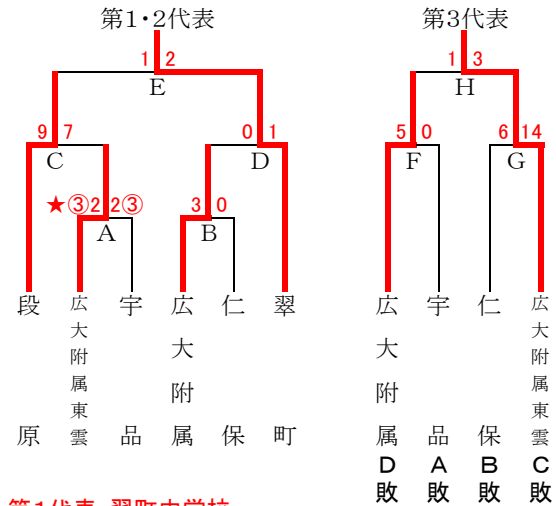 第1・2代表 第3代表
1 2 1 3
E H
9 7 0 1 5 0 6 14
C D F G
★③2 2③ 3 0
A B
段原 広大附属東雲 宇品 広大附属 仁保 翠町 広大附属 宇品 仁保 広大附属東雲
D敗 A敗 B敗 C敗